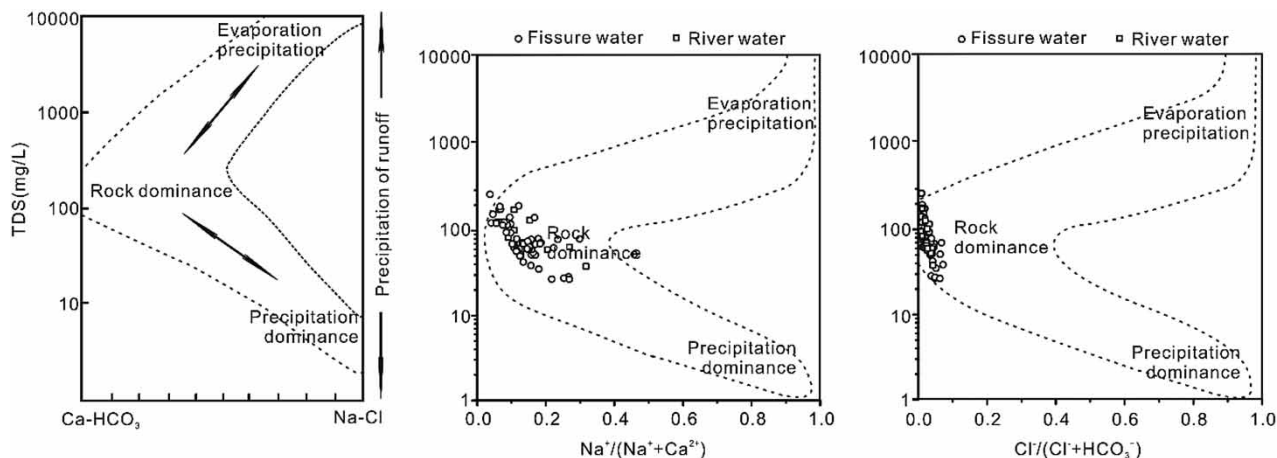 10000
1000
100
10
TDS(mg/L)
Evaporation
precipitation
Rock dominance
Precipitation
dominance
Ca-HCO₃
Na-Cl
Precipitation of runoff
Fissure water
River water
10000
1000
100
10
1
Evaporation
precipitation
Rock
dominance
Precipitation
dominance
0.0
0.2
0.4
0.6
0.8
1.0
Na⁺/(Na⁺+Ca²⁺)
Fissure water
River water
10000
1000
100
10
1
Evaporation
precipitation
Rock
dominance
Precipitation
dominance
0.0
0.2
0.4
0.6
0.8
1.0
Cl⁻/(Cl⁻+HCO₃⁻)